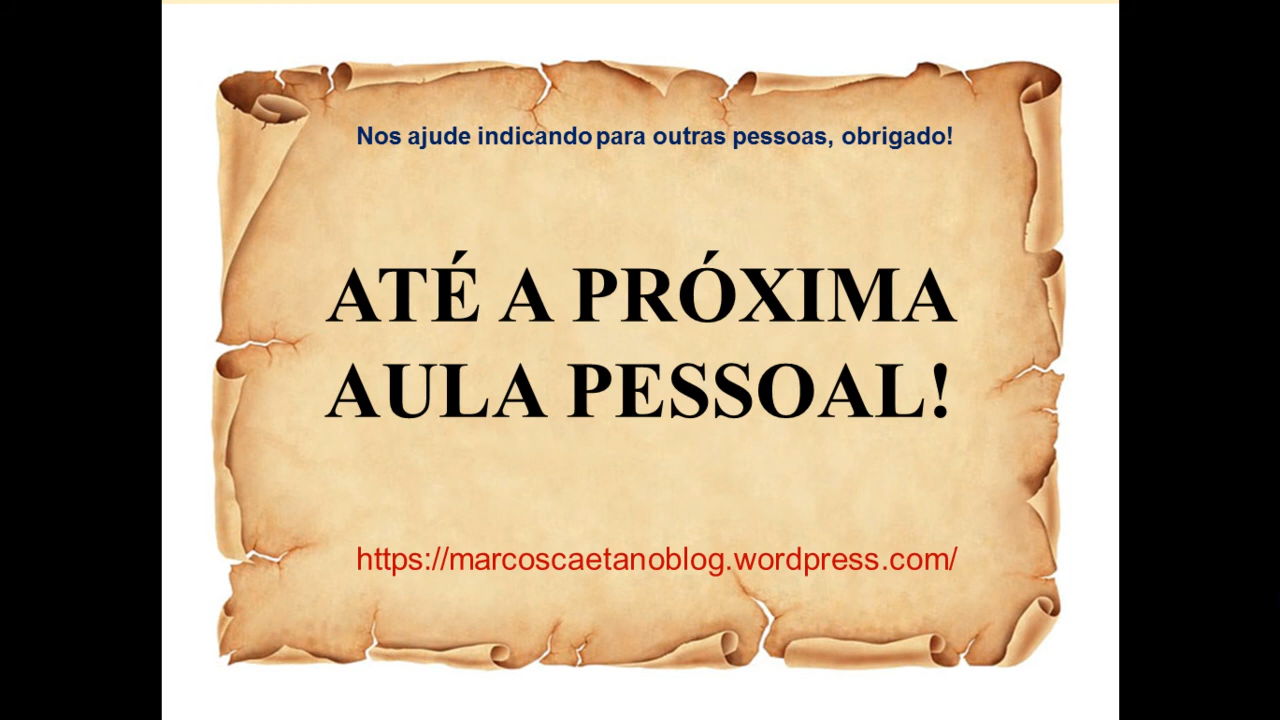 Nos ajude indicando para outras pessoas, obrigado!
ATÉ A PRÓXIMA
AULA PESSOAL!
https://marcoscaetanoblog.wordpress.com/